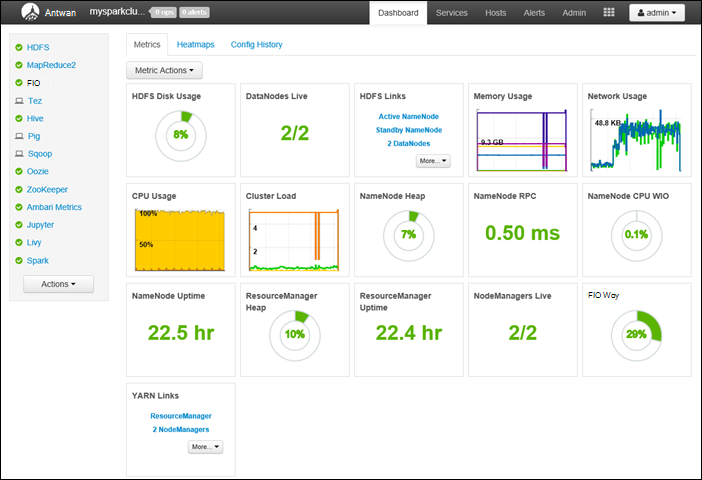 Antwan
mysparkclu...
0 ops
0 alerts
Dashboard
Services
Hosts
Alerts
Admin
admin
HDFS
MapReduce2
FIO
Tez
Hive
Pig
Sqoop
Oozie
ZooKeeper
Ambari Metrics
Jupyter
Livy
Spark
Actions
Metrics
Heatmaps
Config History
Metric Actions
HDFS Disk Usage
8%
DataNodes Live
2/2
HDFS Links
Active NameNode
Standby NameNode
2 DataNodes
More...
Memory Usage
9.3 GB
Network Usage
48.8 KB
CPU Usage
100%
50%
Cluster Load
4
2
NameNode Heap
7%
NameNode RPC
0.50 ms
NameNode CPU WIO
0.1%
NameNode Uptime
22.5 hr
ResourceManager
Heap
10%
ResourceManager
Uptime
22.4 hr
NodeManagers Live
2/2
FIO Way
29%
YARN Links
ResourceManager
2 NodeManagers
More...